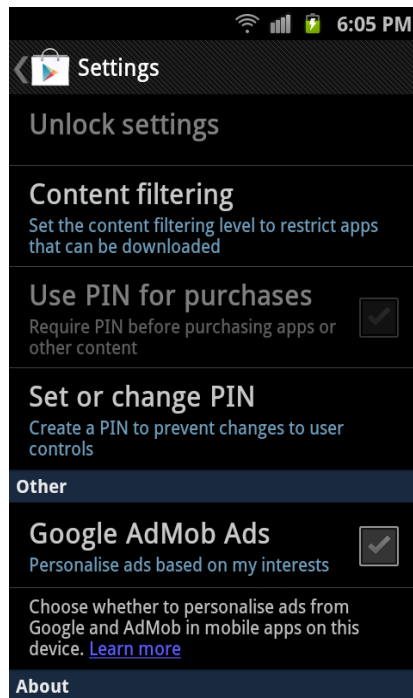 6:05 PM
Settings
Unlock settings
Content filtering
Set the content filtering level to restrict apps
that can be downloaded
Use PIN for purchases
Require PIN before purchasing apps or
other content
Set or change PIN
Create a PIN to prevent changes to user
controls
Other
Google AdMob Ads
Personalise ads based on my interests
Choose whether to personalise ads from
Google and AdMob in mobile apps on this
device. Learn more
About